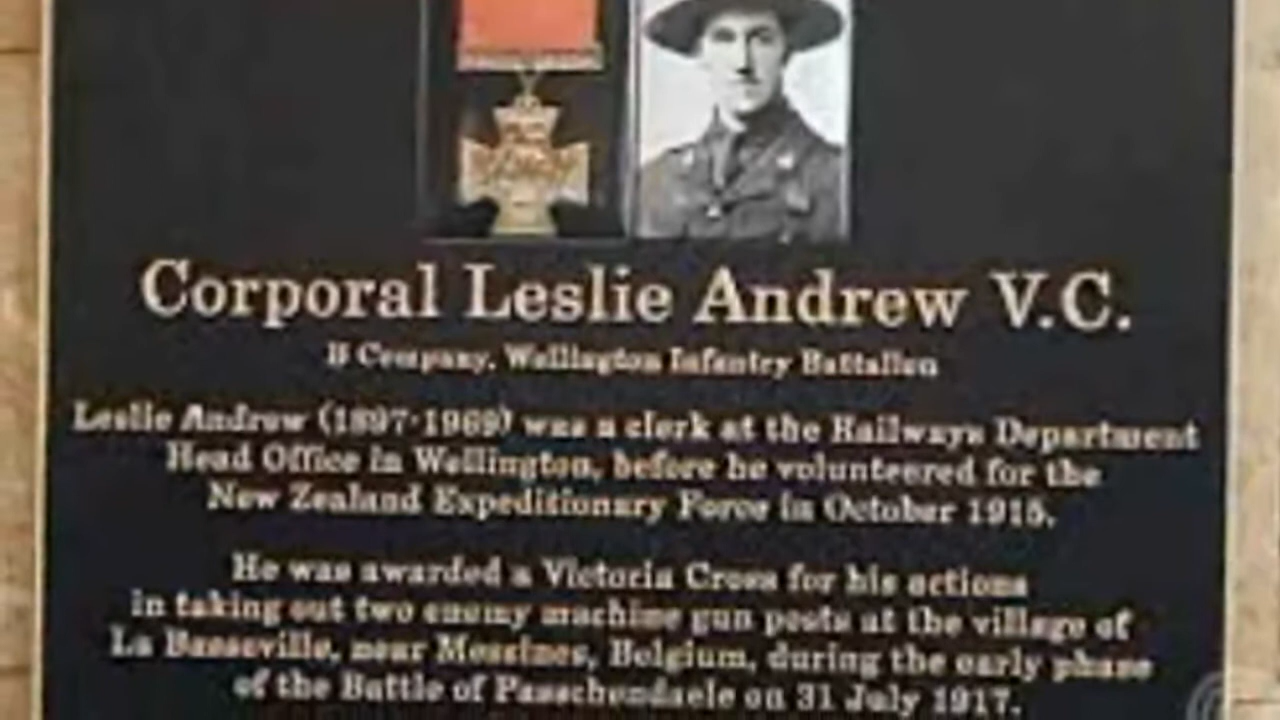 Corporal Leslie Andrew V.C.
B Company, Wellington Infantry Battalion
Leslie Andrew (1897-1969) was a clerk at the Railways Department
Head Office in Wellington, before he volunteered for the
New Zealand Expeditionary Force in October 1915.
He was awarded a Victoria Cross for his actions
in taking out two enemy machine gun posts at the village of
La Basseville, near Messines, Belgium, during the early phase
of the Battle of Passchendaele on 31 July 1917.